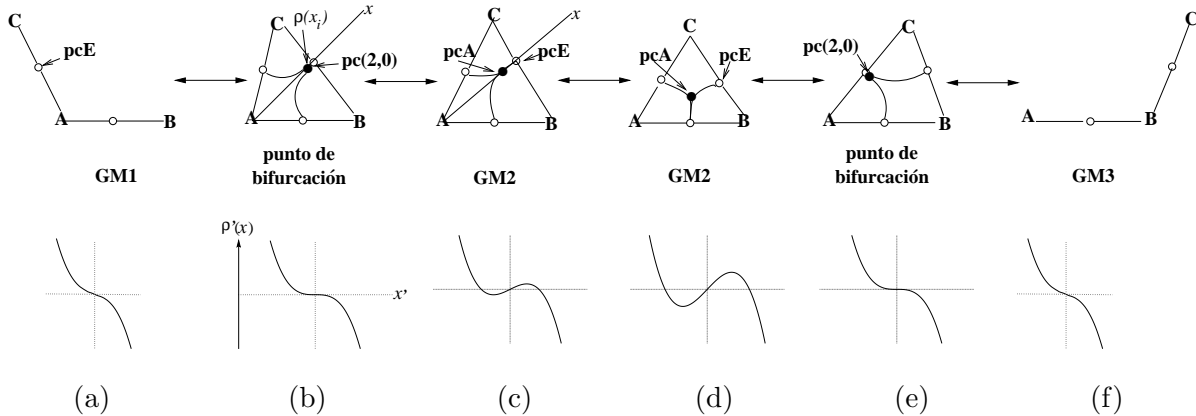 C
pcE
A
B
GM1
C
ρ(xᵢ)
x
pc(2,0)
A
B
punto de
bifurcación
C
x
pcA
pcE
A
B
GM2
C
pcA
pcE
A
B
GM2
pc(2,0)
C
A
B
punto de
bifurcación
C
A
B
GM3
ρ'(x)
x'
(a)
(b)
(c)
(d)
(e)
(f)